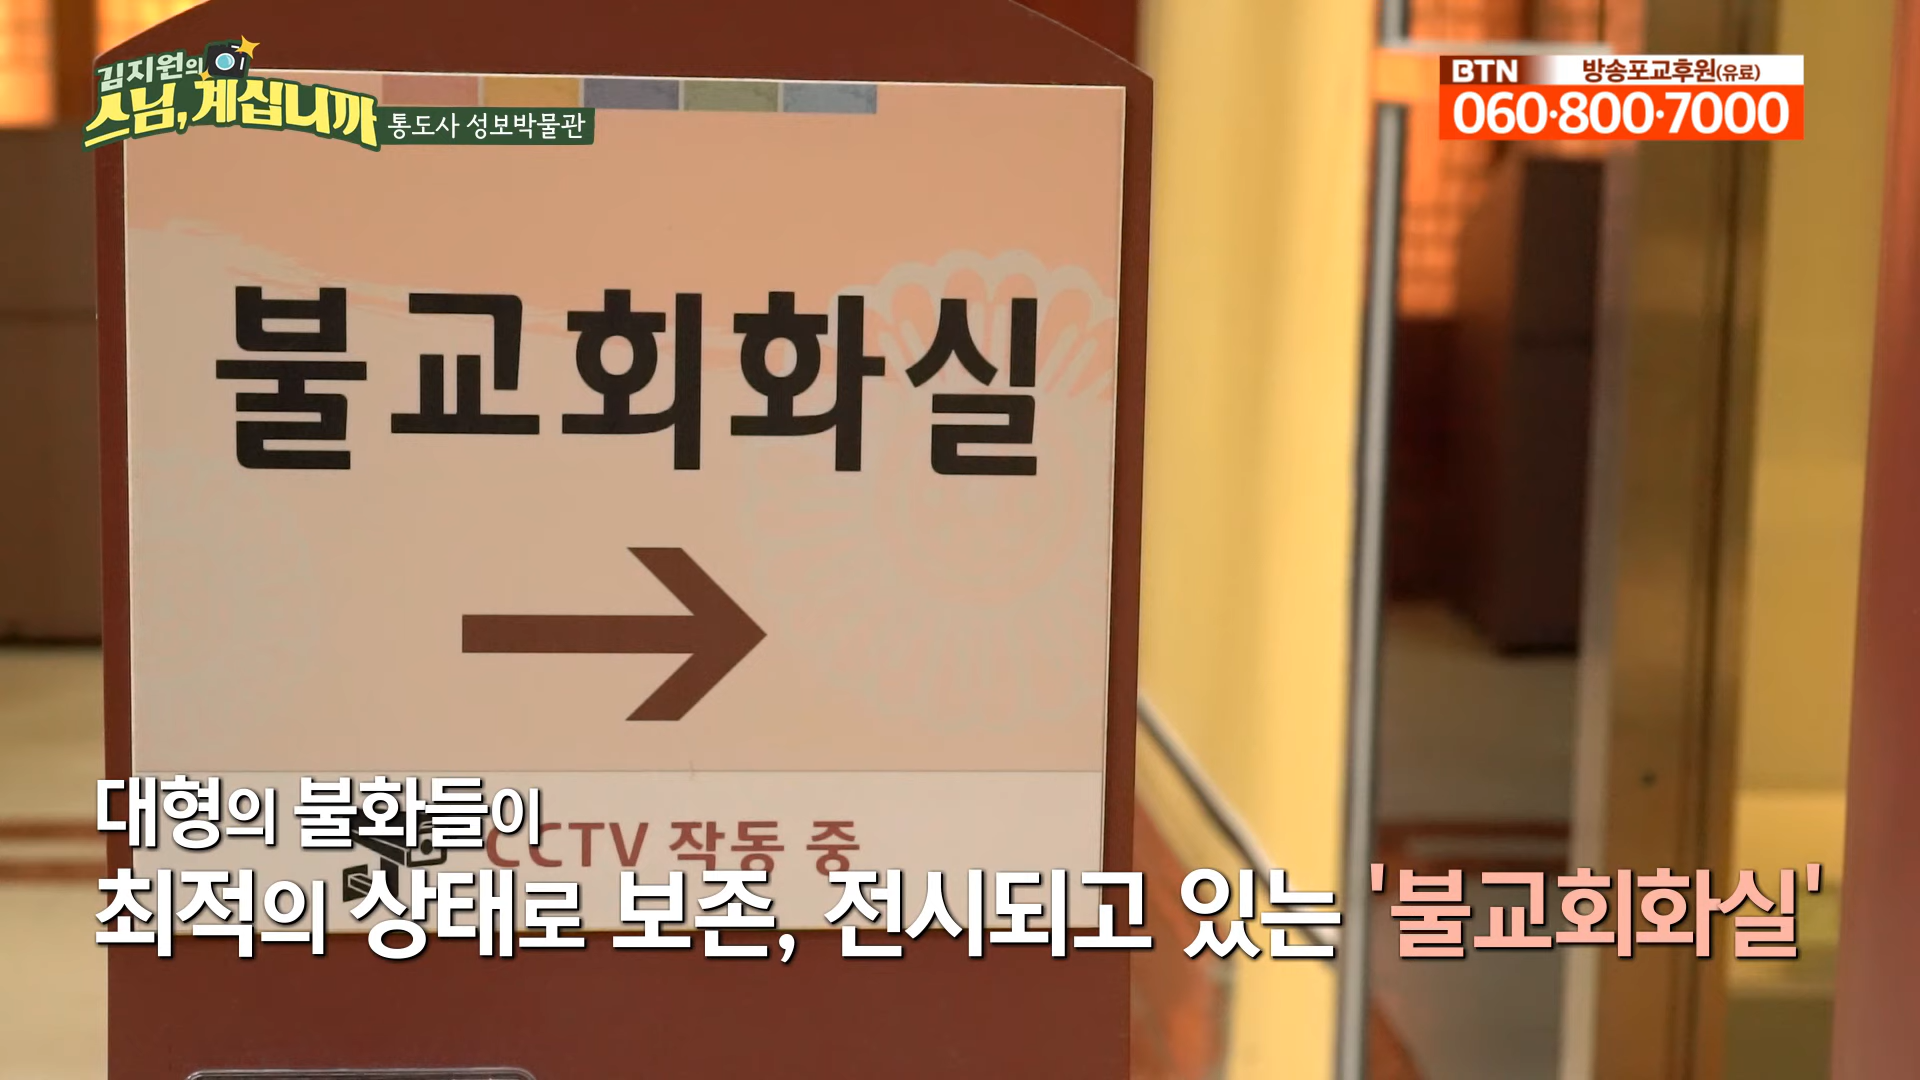 김지원의
스님, 계십니까
통도사 성보박물관
BTN 방송포교후원(유료)
060·800·7000
불교회화실
CCTV 작동 중
대형의 불화들이
최적의 상태로 보존, 전시되고 있는 '불교회화실'